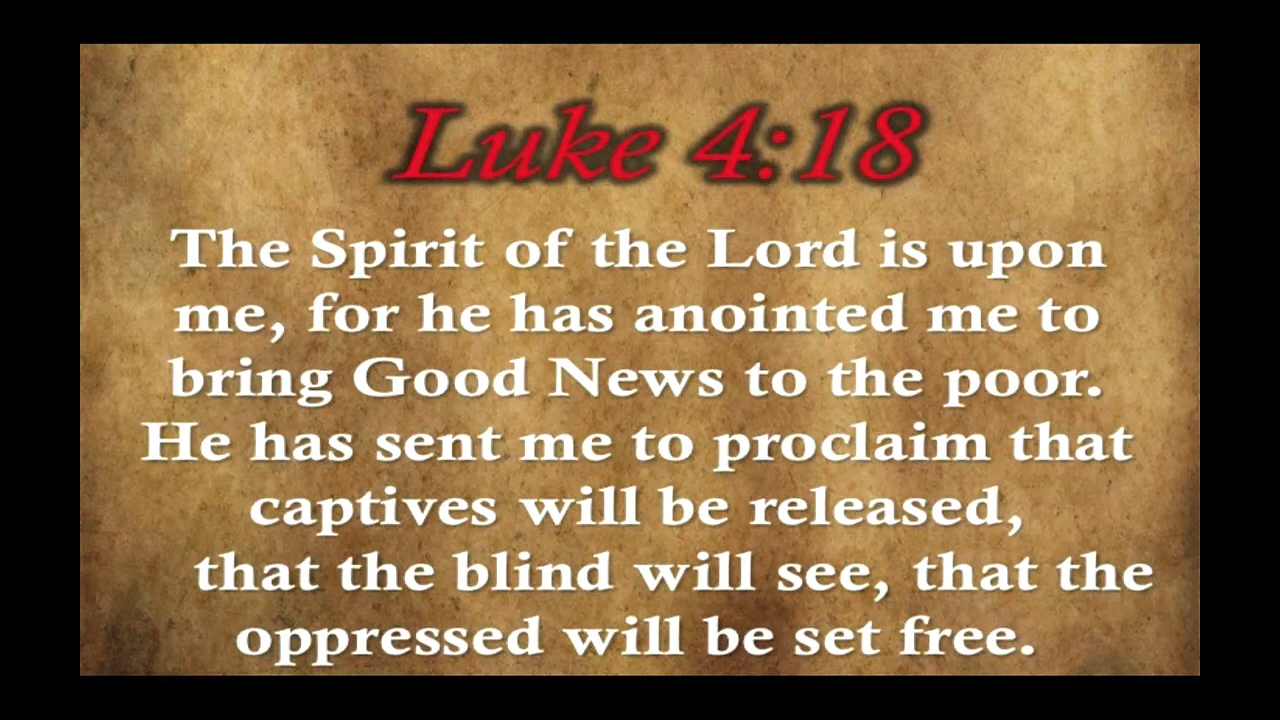 Luke 4:18
The Spirit of the Lord is upon
me, for he has anointed me to
bring Good News to the poor.
He has sent me to proclaim that
captives will be released,
that the blind will see, that the
oppressed will be set free.